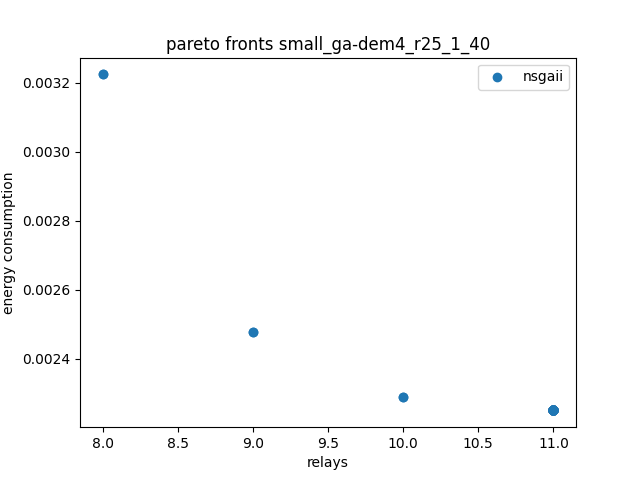 pareto fronts small_ga-dem4_r25_1_40
nsgaii
0.0032
0.0030
0.0028
0.0026
0.0024
energy consumption
8.0 8.5 9.0 9.5 10.0 10.5 11.0
relays